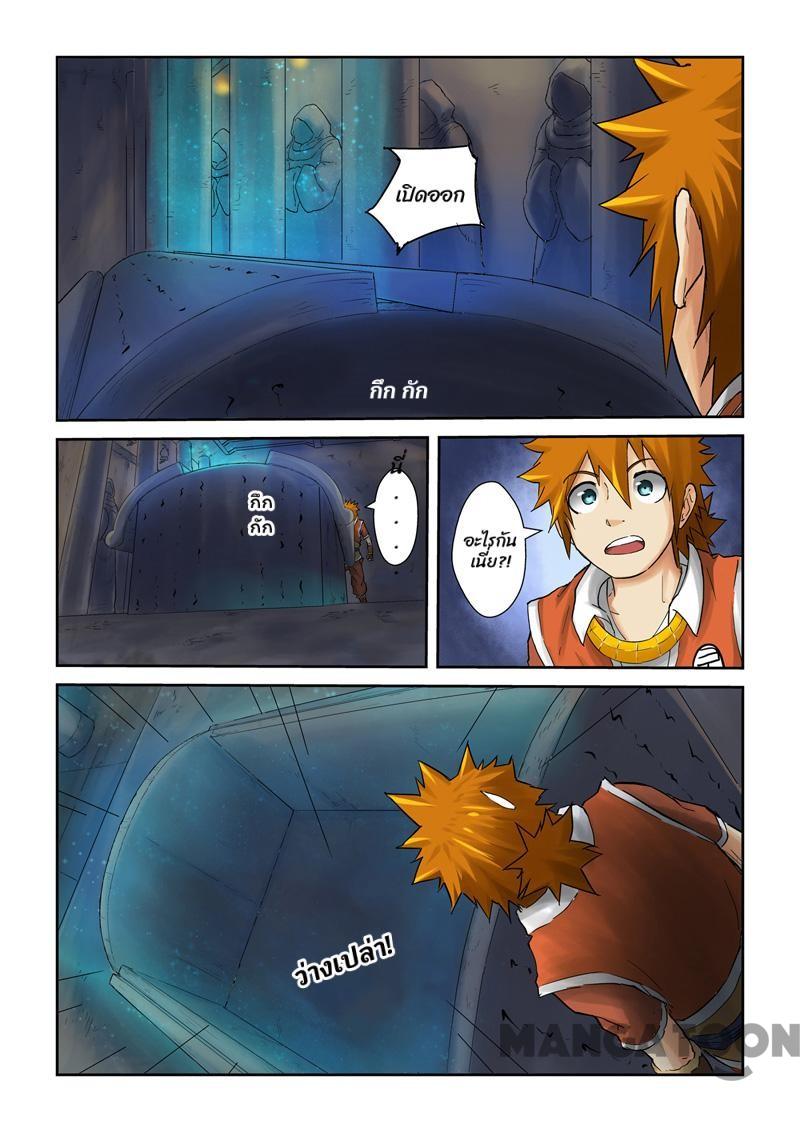 เปิดออก
กึก กัก
กึก
กัก
นี่
.
.
.
.
อะไรกัน
เนี่ย?!
ว่างเปล่า!
MANGATOON